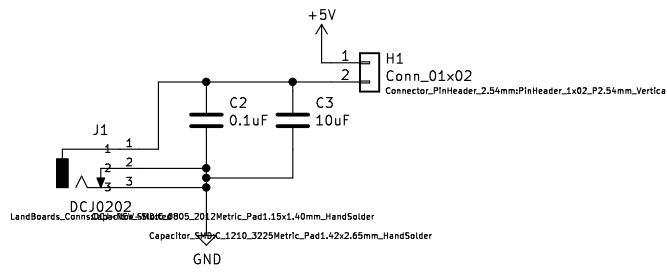 +5V
1
2
H1
Conn_01x02
Connector_PinHeader_2.54mm:PinHeader_1x02_P2.54mm_Vertica
C2
0.1uF
C3
10uF
J1
1 1
2 2
3 3
DCJ0202
Capacitor_SMD:C_1210_3225Metric_Pad1.42x2.65mm_HandSolder
GND